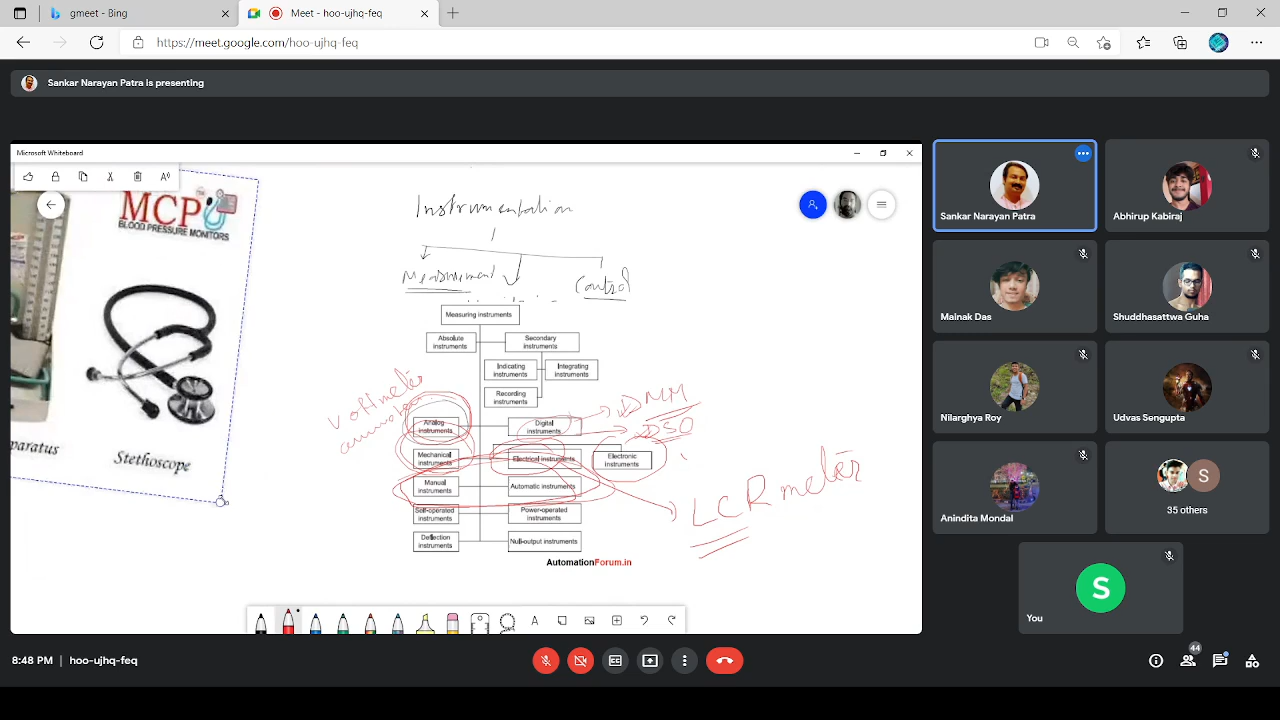 gmeet - Bing
Meet - hoo-ujhq-feq
https://meet.google.com/hoo-ujhq-feq
Sankar Narayan Patra is presenting
Microsoft Whiteboard
MCP
BLOOD PRESSURE MONITORS
paratus
Stethoscope
Instrumentation
Measurement
Control
Measuring instruments
Absolute instruments
Secondary instruments
Indicating instruments
Integrating instruments
Recording instruments
Voltmeter
Analog instruments
Digital instruments
DMM
DSO
Mechanical instruments
Electrical instruments
Electronic instruments
Manual instruments
Automatic instruments
LCR meter
Self-operated instruments
Power-operated instruments
Deflection instruments
Null-output instruments
AutomationForum.in
Sankar Narayan Patra
Abhirup Kabiraj
Mainak Das
Shuddhasattwa Guha
Nilarghya Roy
Udvas Sengupta
Anindita Mondal
S
35 others
S
You
8:48 PM | hoo-ujhq-feq
44